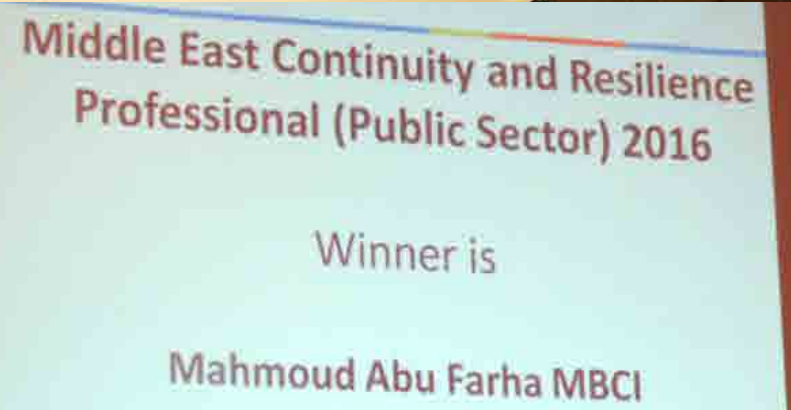 Middle East Continuity and Resilience
Professional (Public Sector) 2016
Winner is
Mahmoud Abu Farha MBCI